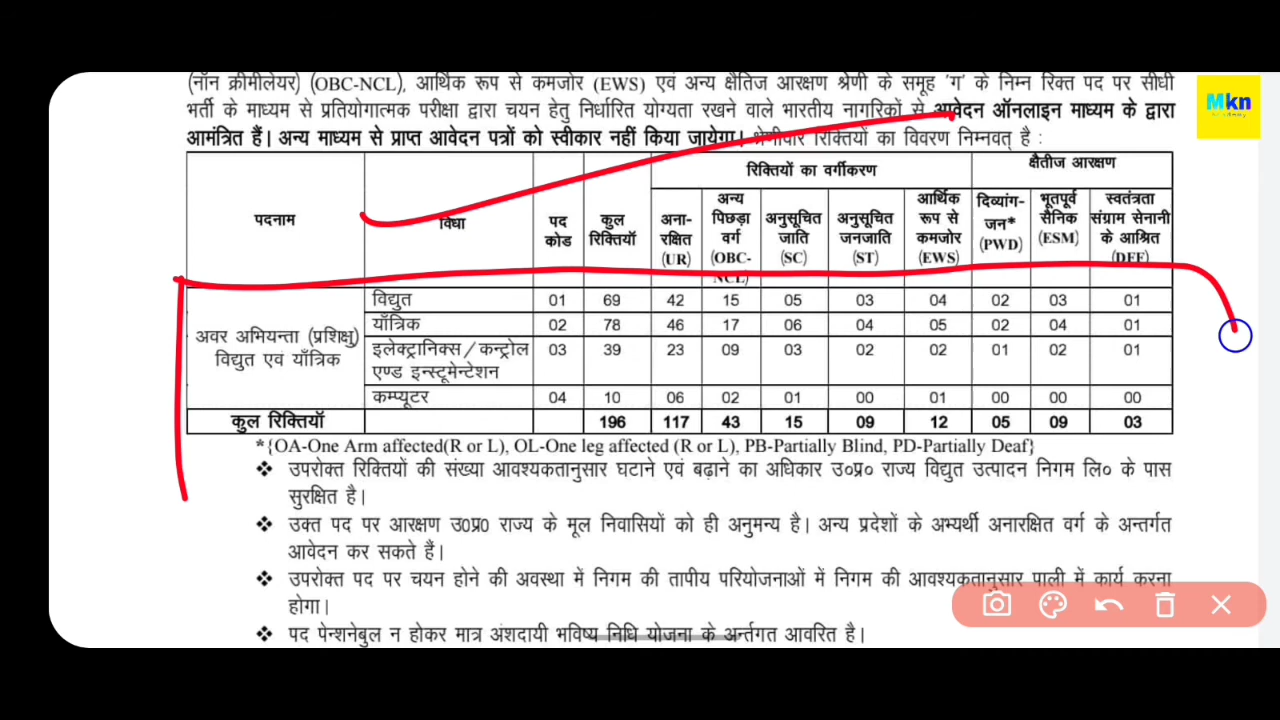 (नॉन क्रीमीलेयर) (OBC-NCL), आर्थिक रूप से कमजोर (EWS) एवं अन्य क्षैतिज आरक्षण श्रेणी के समूह 'ग' के निम्न रिक्त पद पर सीधी
भर्ती के माध्यम से प्रतियोगात्मक परीक्षा द्वारा चयन हेतु निर्धारित योग्यता रखने वाले भारतीय नागरिकों से आवेदन ऑनलाइन माध्यम के द्वारा
आमंत्रित हैं। अन्य माध्यम से प्राप्त आवेदन पत्रों को स्वीकार नहीं किया जायेगा। श्रेणीवार रिक्तियों का विवरण निम्नवत् है :
Mkn
पदनाम विधा पद कोड कुल रिक्तियॉ रिक्तियों का वर्गीकरण क्षैतीज आरक्षण
अना-रक्षित (UR) अन्य पिछड़ा वर्ग (OBC-NCL) अनुसूचित जाति (SC) अनुसूचित जनजाति (ST) आर्थिक रूप से कमजोर (EWS) दिव्यांग-जन* (PWD) भूतपूर्व सैनिक (ESM) स्वतंत्रता संग्राम सेनानी के आश्रित (DFF)
अवर अभियन्ता (प्रशिक्षु) विद्युत एवं याँत्रिक
विद्युत 01 69 42 15 05 03 04 02 03 01
याँत्रिक 02 78 46 17 06 04 05 02 04 01
इलेक्ट्रानिक्स/कन्ट्रोल एण्ड इन्स्टूमेन्टेशन 03 39 23 09 03 02 02 01 02 01
कम्प्यूटर 04 10 06 02 01 00 01 00 00 00
कुल रिक्तियॉ 196 117 43 15 09 12 05 09 03
*{OA-One Arm affected(R or L), OL-One leg affected (R or L), PB-Partially Blind, PD-Partially Deaf}
❖ उपरोक्त रिक्तियों की संख्या आवश्यकतानुसार घटाने एवं बढ़ाने का अधिकार उ०प्र० राज्य विद्युत उत्पादन निगम लि० के पास
सुरक्षित है।
❖ उक्त पद पर आरक्षण उ0प्र0 राज्य के मूल निवासियों को ही अनुमन्य है। अन्य प्रदेशों के अभ्यर्थी अनारक्षित वर्ग के अन्तर्गत
आवेदन कर सकते हैं।
❖ उपरोक्त पद पर चयन होने की अवस्था में निगम की तापीय परियोजनाओं में निगम की आवश्यकतानुसार पाली में कार्य करना
होगा।
❖ पद पेन्शनेबुल न होकर मात्र अंशदायी भविष्य निधि योजना के अर्न्तगत आवरित है।